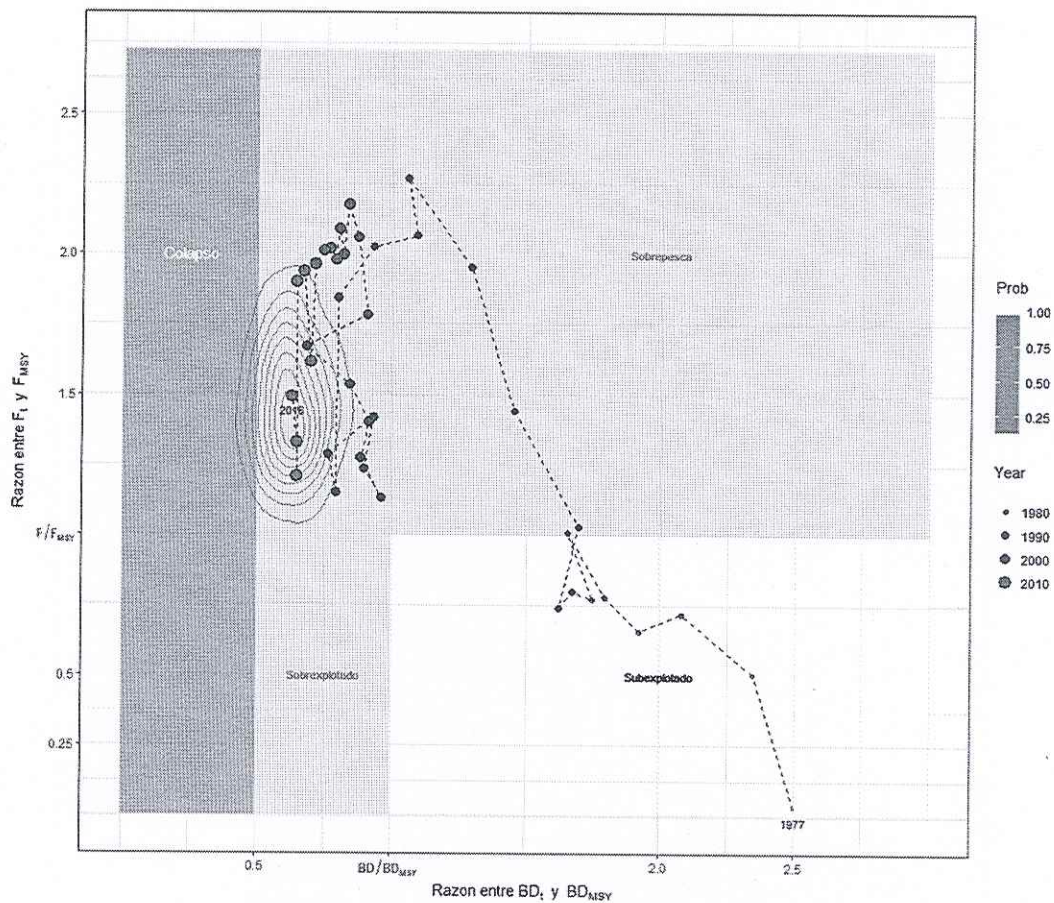 2.5
2.0
1.5
F/F_MSY
0.5
0.25
Razon entre F_t y F_MSY
Colapso
Sobrepesca
Sobrexplotado
Subexplotado
1977
0.5
BD/BD_MSY
2.0
2.5
Razon entre BD_t y BD_MSY
Prob
1.00
0.75
0.50
0.25
Year
1980
1990
2000
2010